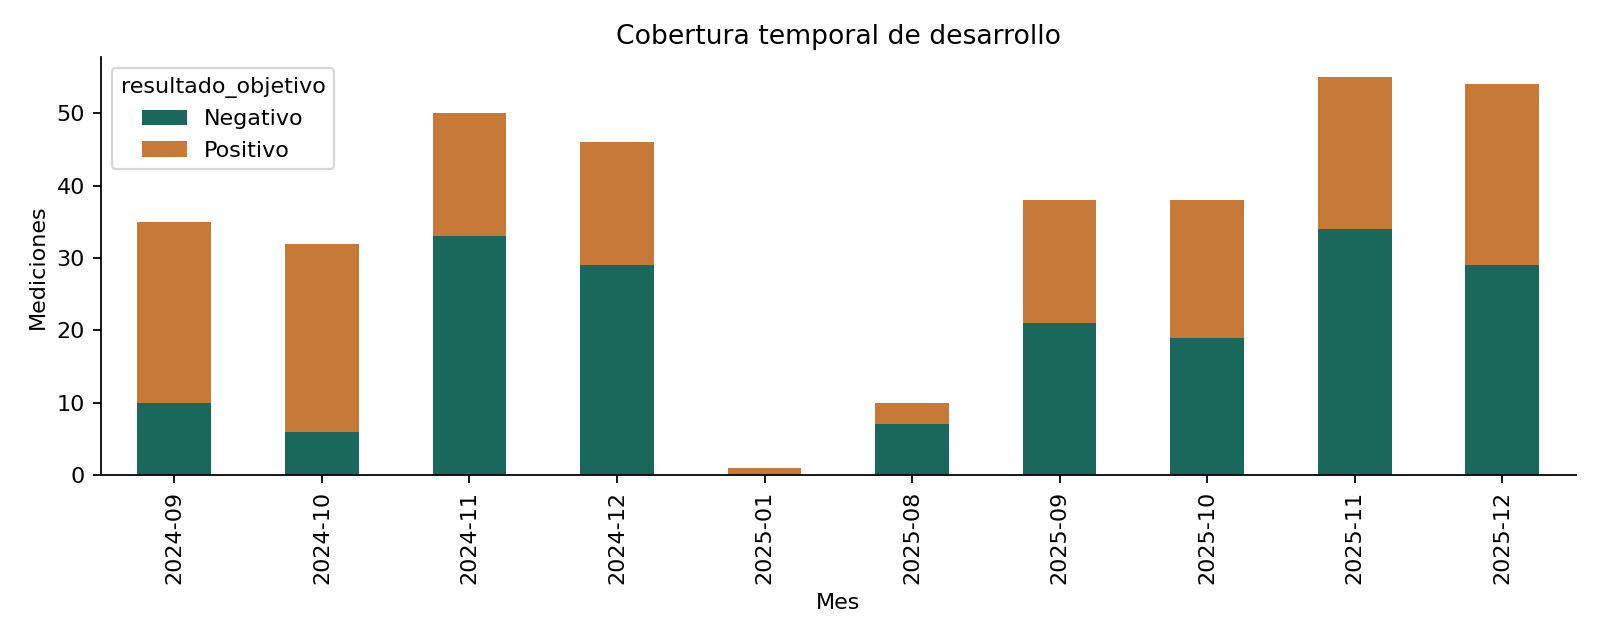 Cobertura temporal de desarrollo
resultado_objetivo
Negativo
Positivo
Mediciones
50
40
30
20
10
0
2024-09
2024-10
2024-11
2024-12
2025-01
2025-08
2025-09
2025-10
2025-11
2025-12
Mes